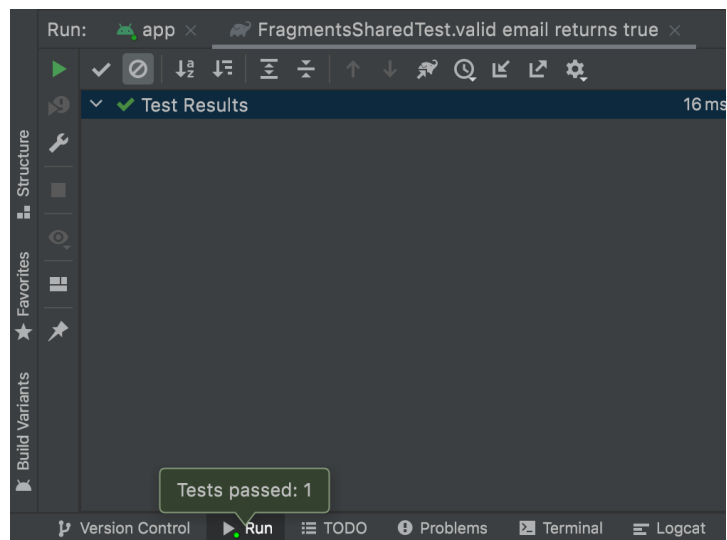 Run: app FragmentsSharedTest.valid email returns true
Test Results 16 ms
Structure
Favorites
Build Variants
Tests passed: 1
Version Control Run TODO Problems Terminal Logcat